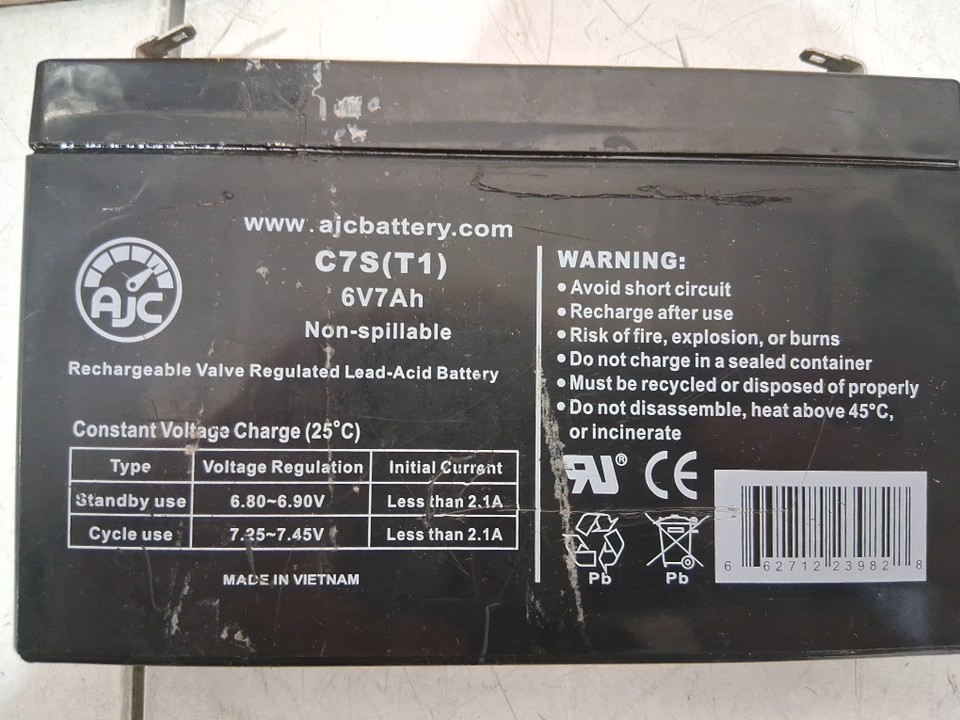 www.ajcbattery.com
C7S(T1)
6V7Ah
Non-spillable
AJC
Rechargeable Valve Regulated Lead-Acid Battery
Constant Voltage Charge (25°C)
Type Voltage Regulation Initial Current
Standby use 6.80~6.90V Less than 2.1A
Cycle use 7.25~7.45V Less than 2.1A
MADE IN VIETNAM
WARNING:
•Avoid short circuit
•Recharge after use
•Risk of fire, explosion, or burns
•Do not charge in a sealed container
•Must be recycled or disposed of properly
•Do not disassemble, heat above 45°C,
or incinerate
RU® CE
Pb Pb
6 62712 23982 8